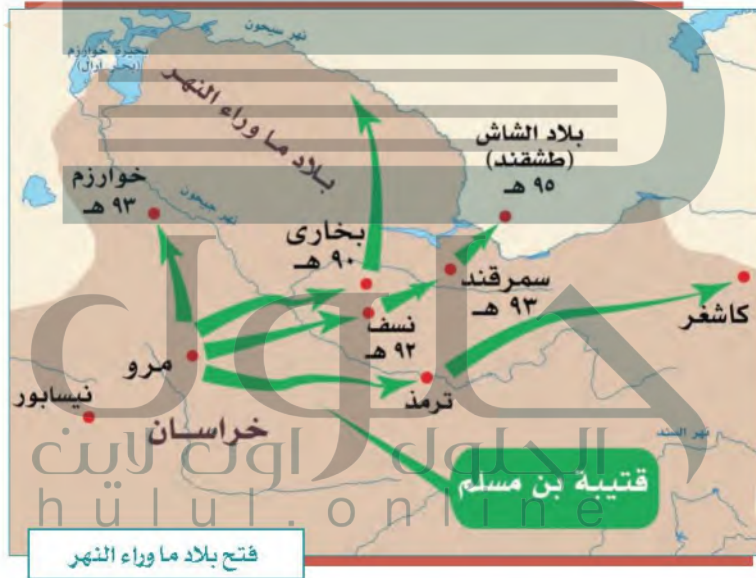 نهر سيحون
بحيرة خوارزم
(بحر آرال)
بلاد ما وراء النهر
بلاد الشاش
(طشقند)
٩٥ هـ
خوارزم
٩٣ هـ
نهر جيحون
بخارى
٩٠ هـ
سمرقند
٩٣ هـ
كاشغر
نسف
٩٢ هـ
مرو
ترمذ
نيسابور
خراسان
نهر السند
قتيبة بن مسلم
حلول
الحلول اون لاين
hulul.online
فتح بلاد ما وراء النهر